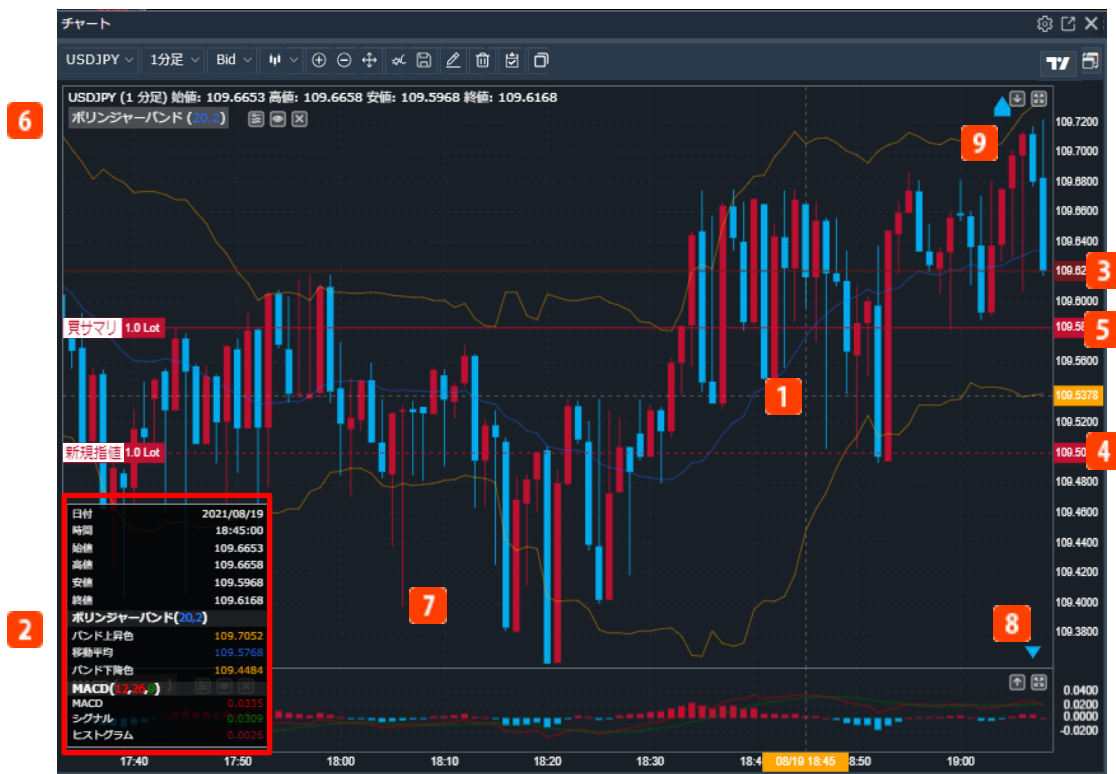 チャート
USDJPY 1分足 Bid
USDJPY (1 分足) 始値: 109.6653 高値: 109.6658 安値: 109.5968 終値: 109.6168
6
ボリンジャーバンド (20,2)
109.7200
9
109.7000
109.6800
109.6600
109.6400
109.62
3
109.6000
買サマリ 1.0 Lot
109.58
5
109.5600
1
109.5378
109.5200
新規指値 1.0 Lot
109.50
4
109.4800
109.4600
109.4400
109.4200
109.4000
109.3800
7
8
2
日付 2021/08/19
時間 18:45:00
始値 109.6653
高値 109.6658
安値 109.5968
終値 109.6168
ボリンジャーバンド(20,2)
バンド上昇色 109.7052
移動平均 109.5768
バンド下降色 109.4484
MACD(12,26,9)
MACD 0.0335
シグナル 0.0309
ヒストグラム 0.0026
0.0400
0.0200
0.0000
-0.0200
17:40 17:50 18:00 18:10 18:20 18:30 18:4 08/19 18:45 8:50 19:00